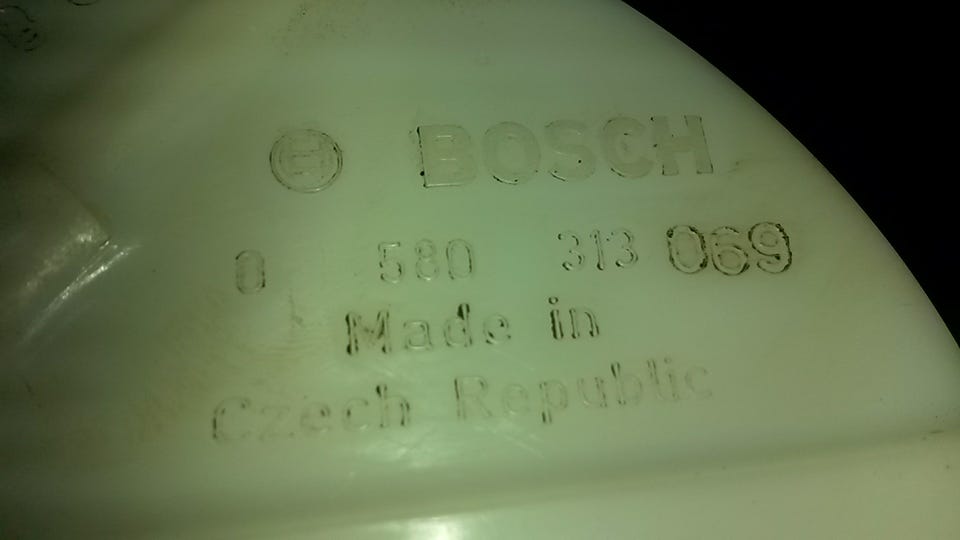 BOSCH
0 580 313 069
Made in
Czech Republic